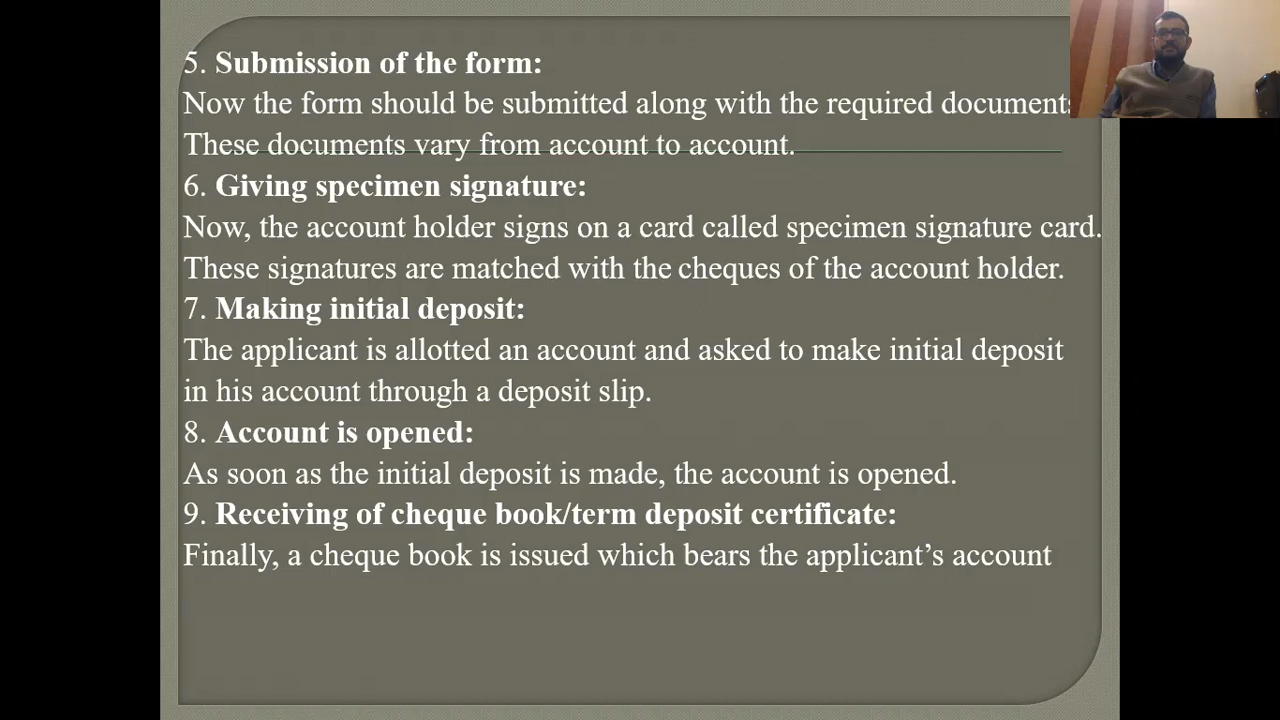 5. Submission of the form:
Now the form should be submitted along with the required documents
These documents vary from account to account.
6. Giving specimen signature:
Now, the account holder signs on a card called specimen signature card.
These signatures are matched with the cheques of the account holder.
7. Making initial deposit:
The applicant is allotted an account and asked to make initial deposit
in his account through a deposit slip.
8. Account is opened:
As soon as the initial deposit is made, the account is opened.
9. Receiving of cheque book/term deposit certificate:
Finally, a cheque book is issued which bears the applicant’s account